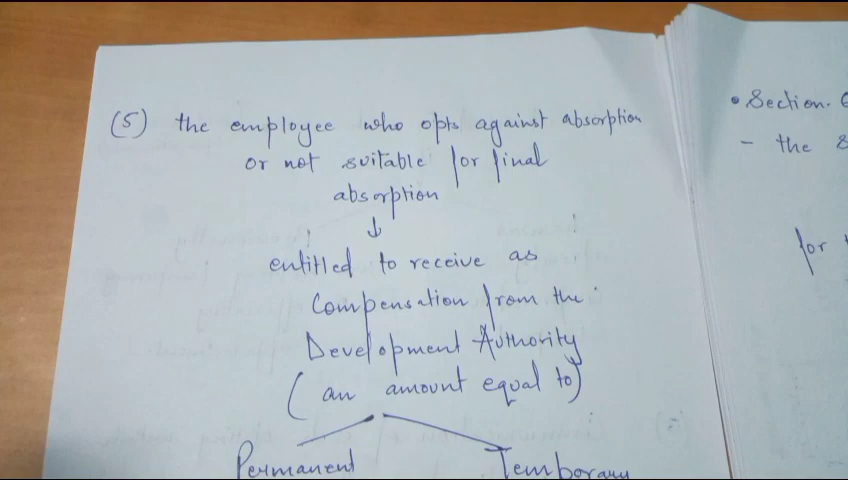 (5) the employee who opts against absorption
or not suitable for final
absorption
↓
entitled to receive as
Compensation from the
Development Authority
(an amount equal to)
Permanent Temporary
• Section.
- the
for